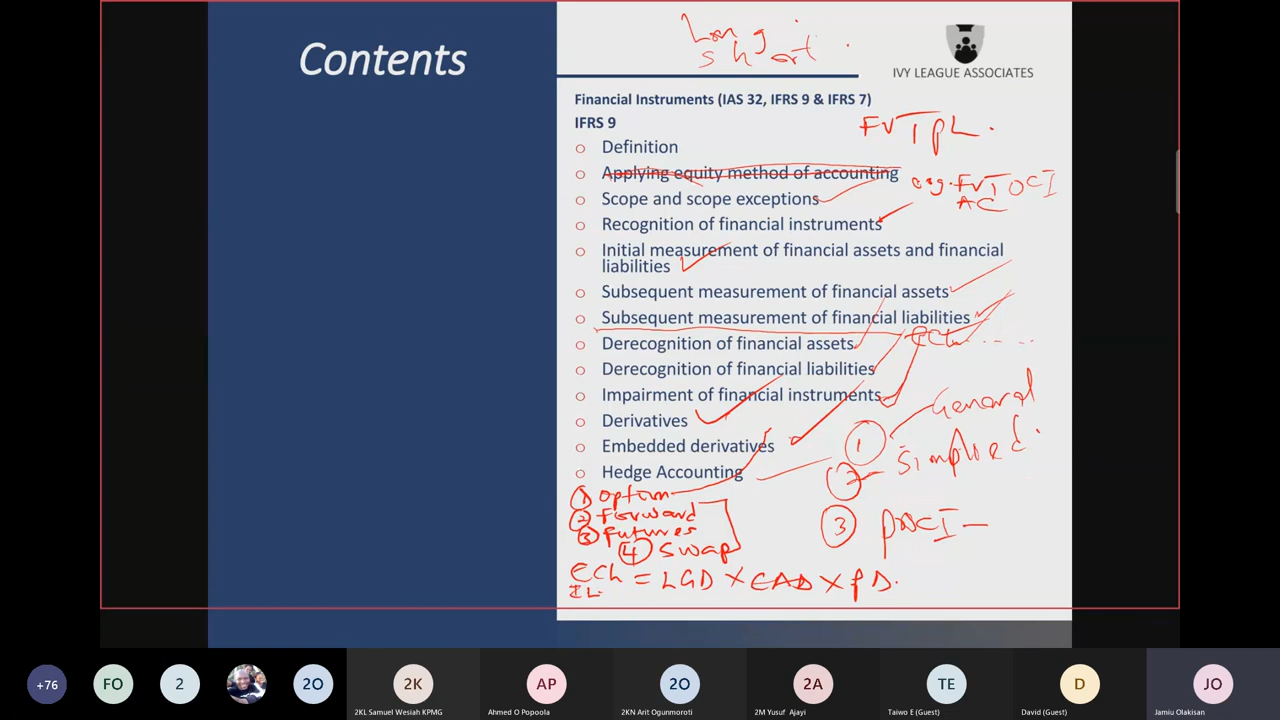 Contents
Long
Short
IVY LEAGUE ASSOCIATES
Financial Instruments (IAS 32, IFRS 9 & IFRS 7)
IFRS 9
FVTPL.
Definition
Applying equity method of accounting
FVTOCI
AC
Scope and scope exceptions
Recognition of financial instruments
Initial measurement of financial assets and financial
liabilities
Subsequent measurement of financial assets
Subsequent measurement of financial liabilities
ECL
Derecognition of financial assets
Derecognition of financial liabilities
Impairment of financial instruments
General
Derivatives
1
Embedded derivatives
Simplified
Hedge Accounting
2
1 Option
2 Forward
3 Futures
3 POCI
4 Swap
ECL = LGD × EAD × PD.
IL.
+76
FO
2
2O
2K
AP
2O
2A
TE
D
JO
2KL Samuel Wesiah KPMG
Ahmed O Popoola
2KN Arit Ogunmoroti
2M Yusuf Ajayi
Taiwo E (Guest)
David (Guest)
Jamiu Olakisan